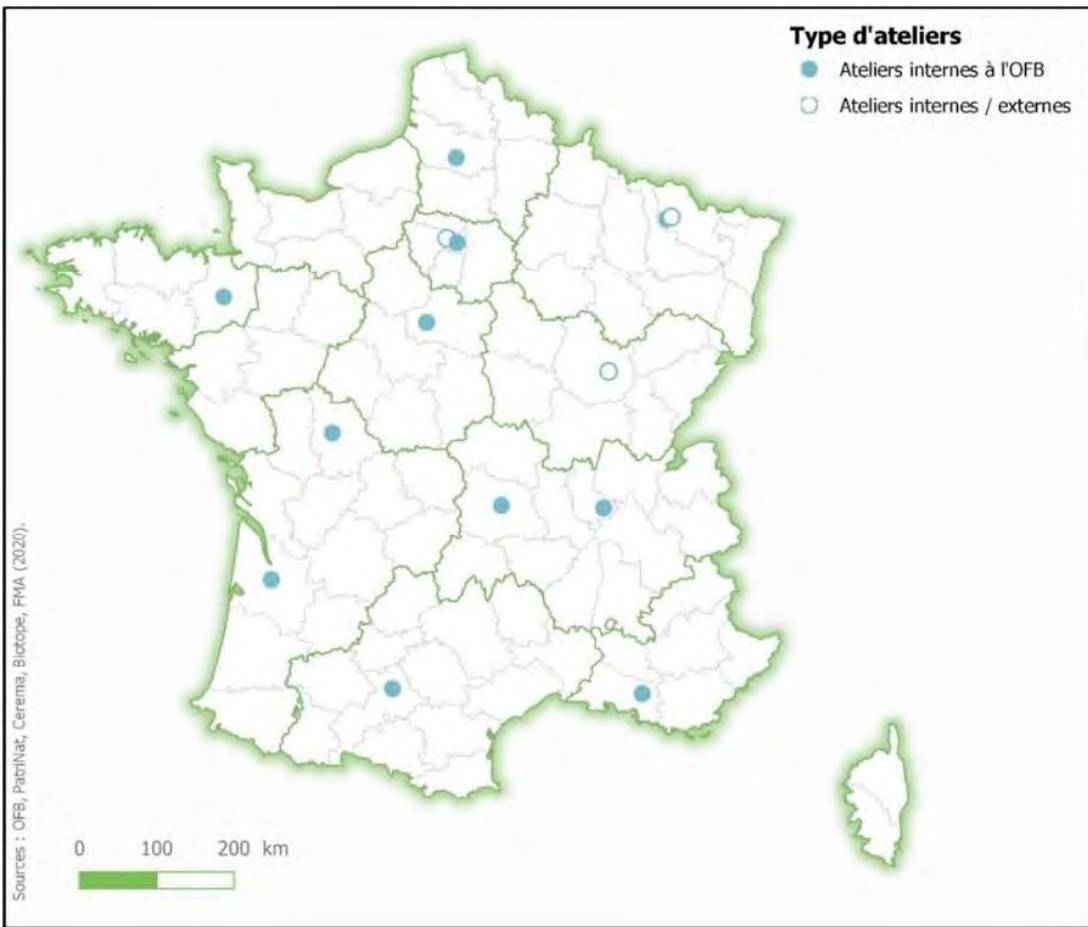 Type d'ateliers
Ateliers internes à l'OFB
Ateliers internes / externes
Sources : OFB, PatriNat, Cerema, Biotope, FMA (2020).
0 100 200 km